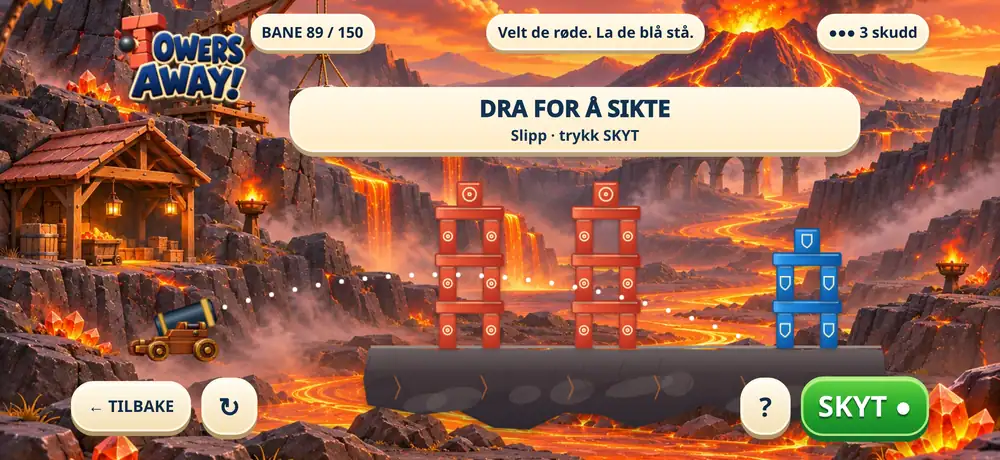 TOWERS
AWAY!
BANE 89 / 150
Velt de røde. La de blå stå.
●●● 3 skudd
DRA FOR Å SIKTE
Slipp · trykk SKYT
← TILBAKE
↻
?
SKYT ●